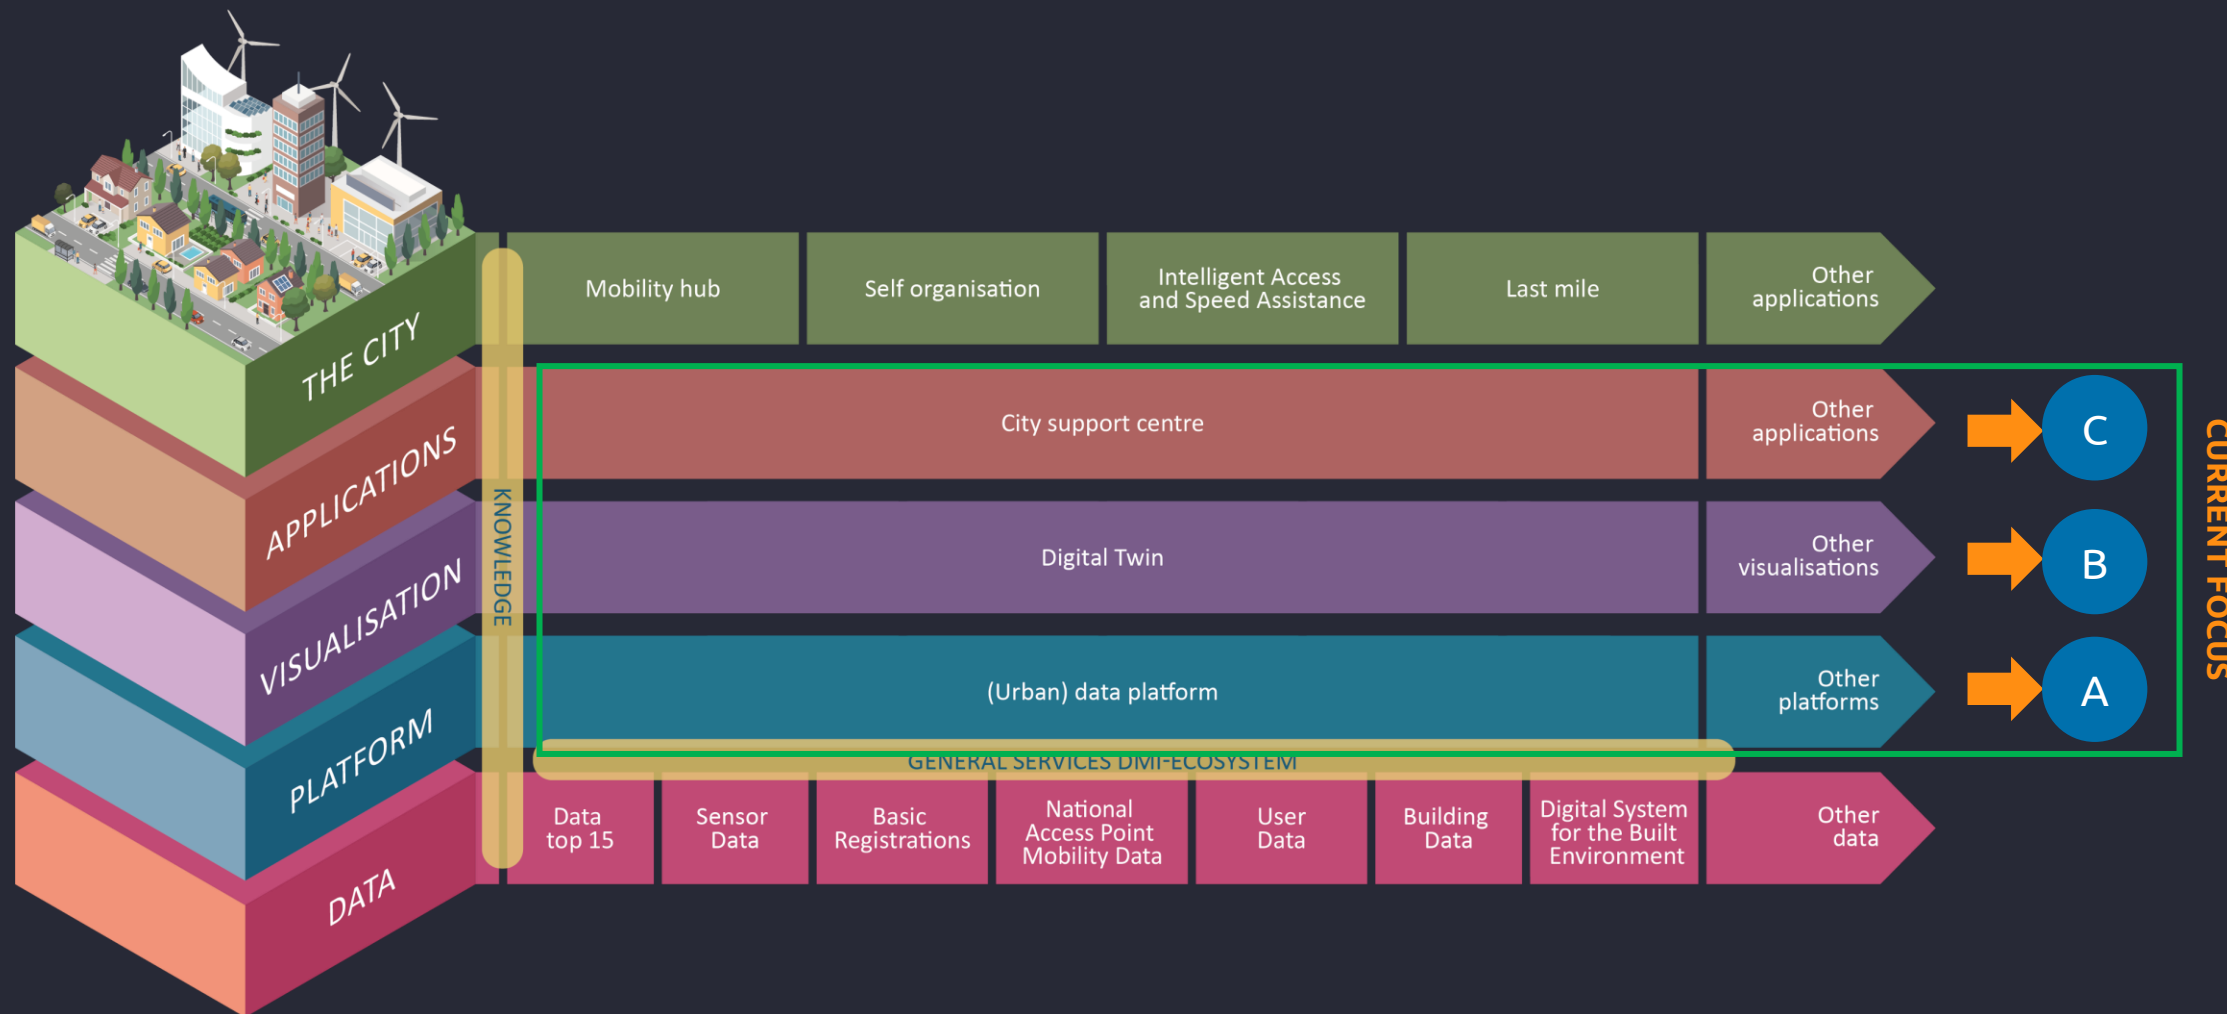 THE CITY
Mobility hub
Self organisation
Intelligent Access
and Speed Assistance
Last mile
Other
applications
APPLICATIONS
City support centre
Other
applications
C
VISUALISATION
Digital Twin
Other
visualisations
B
PLATFORM
(Urban) data platform
Other
platforms
A
KNOWLEDGE
CURRENT FOCUS
GENERAL SERVICES DMI-ECOSYSTEM
DATA
Data
top 15
Sensor
Data
Basic
Registrations
National
Access Point
Mobility Data
User
Data
Building
Data
Digital System
for the Built
Environment
Other
data